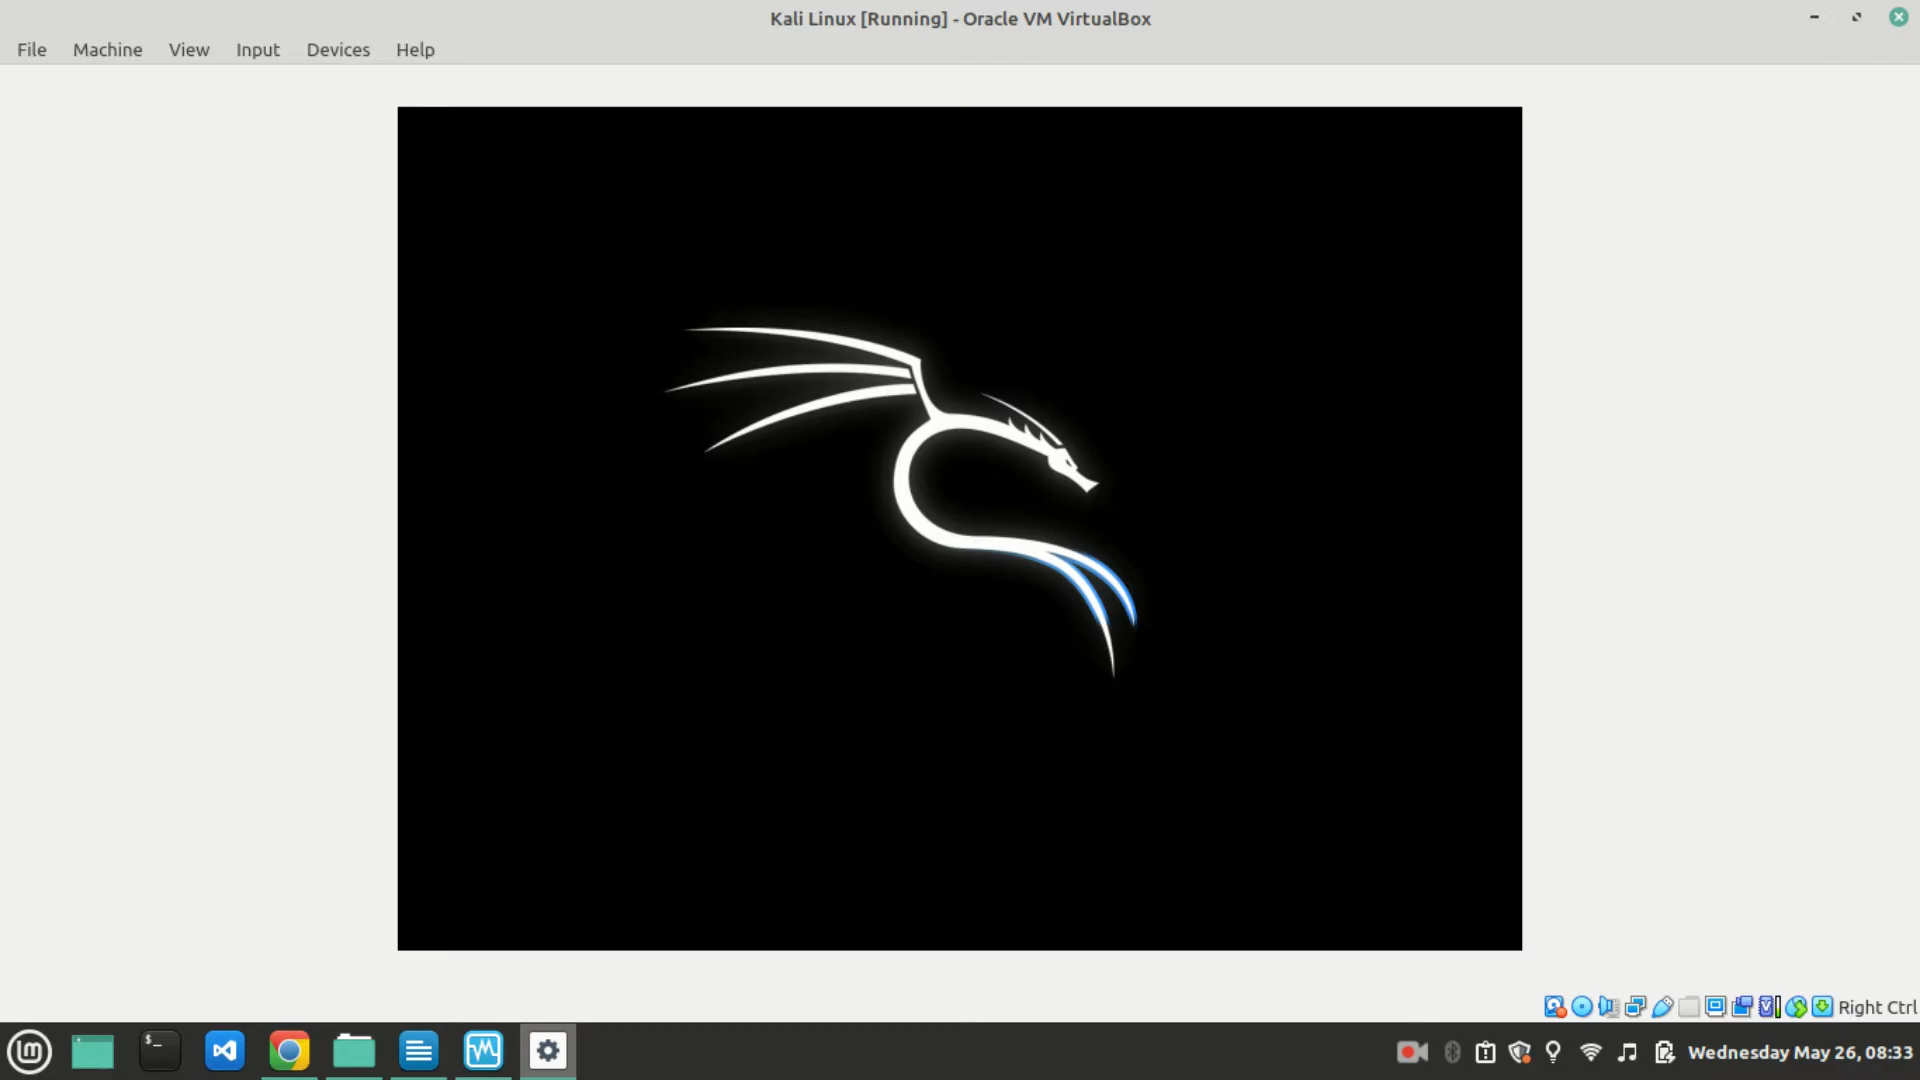 Kali Linux [Running] - Oracle VM VirtualBox
File Machine View Input Devices Help
Right Ctrl
$_
Wednesday May 26, 08:33